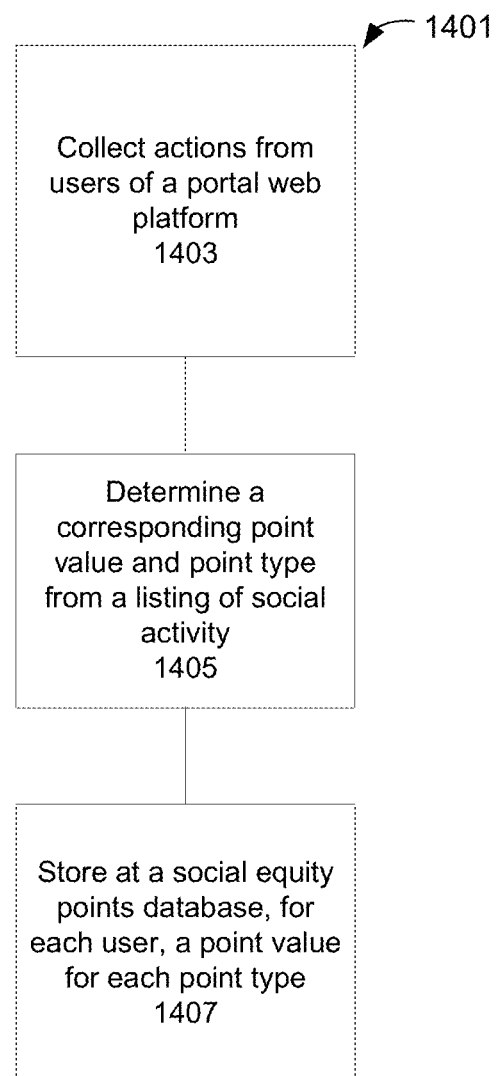 1401
Collect actions from
users of a portal web
platform
1403
Determine a
corresponding point
value and point type
from a listing of social
activity
1405
Store at a social equity
points database, for
each user, a point value
for each point type
1407